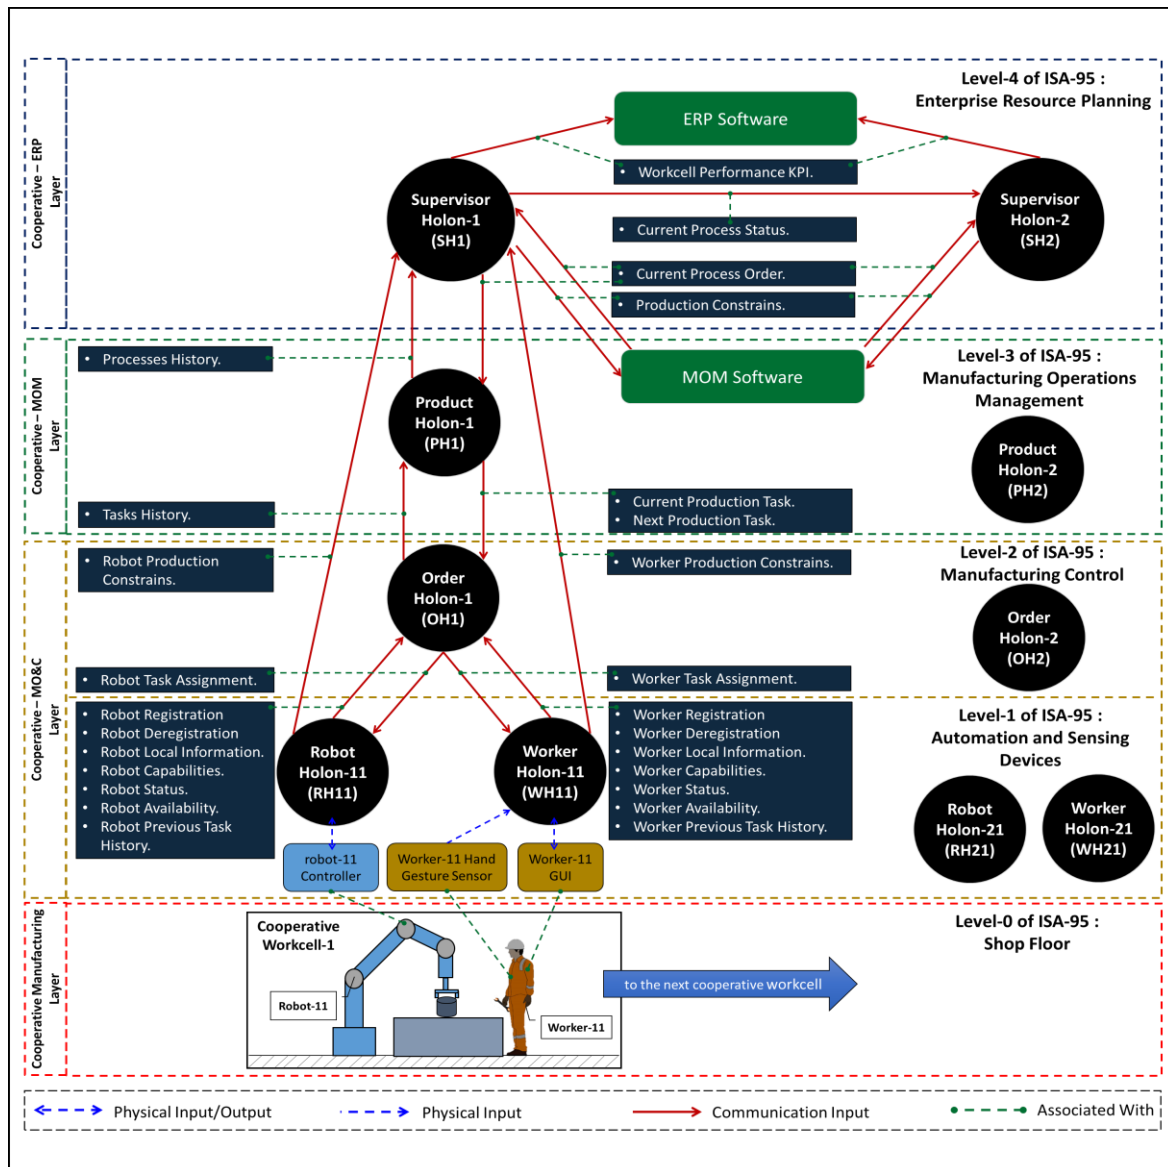 Cooperative – ERP
Layer
Level-4 of ISA-95 :
Enterprise Resource Planning
ERP Software
• Workcell Performance KPI.
Supervisor
Holon-1
(SH1)
Supervisor
Holon-2
(SH2)
• Current Process Status.
• Current Process Order.
• Production Constrains.
Cooperative – MOM
Layer
• Processes History.
MOM Software
Level-3 of ISA-95 :
Manufacturing Operations
Management
Product
Holon-1
(PH1)
Product
Holon-2
(PH2)
• Tasks History.
• Current Production Task.
• Next Production Task.
Cooperative – MO&C
Layer
• Robot Production
Constrains.
• Worker Production Constrains.
Level-2 of ISA-95 :
Manufacturing Control
Order
Holon-1
(OH1)
Order
Holon-2
(OH2)
• Robot Task Assignment.
• Worker Task Assignment.
• Robot Registration
• Robot Deregistration
• Robot Local Information.
• Robot Capabilities.
• Robot Status.
• Robot Availability.
• Robot Previous Task
History.
Robot
Holon-11
(RH11)
Worker
Holon-11
(WH11)
• Worker Registration
• Worker Deregistration
• Worker Local Information.
• Worker Capabilities.
• Worker Status.
• Worker Availability.
• Worker Previous Task History.
Level-1 of ISA-95 :
Automation and Sensing
Devices
Robot
Holon-21
(RH21)
Worker
Holon-21
(WH21)
robot-11
Controller
Worker-11 Hand
Gesture Sensor
Worker-11
GUI
Cooperative Manufacturing
Layer
Cooperative
Workcell-1
Robot-11
Worker-11
to the next cooperative workcell
Level-0 of ISA-95 :
Shop Floor
Physical Input/Output
Physical Input
Communication Input
Associated With